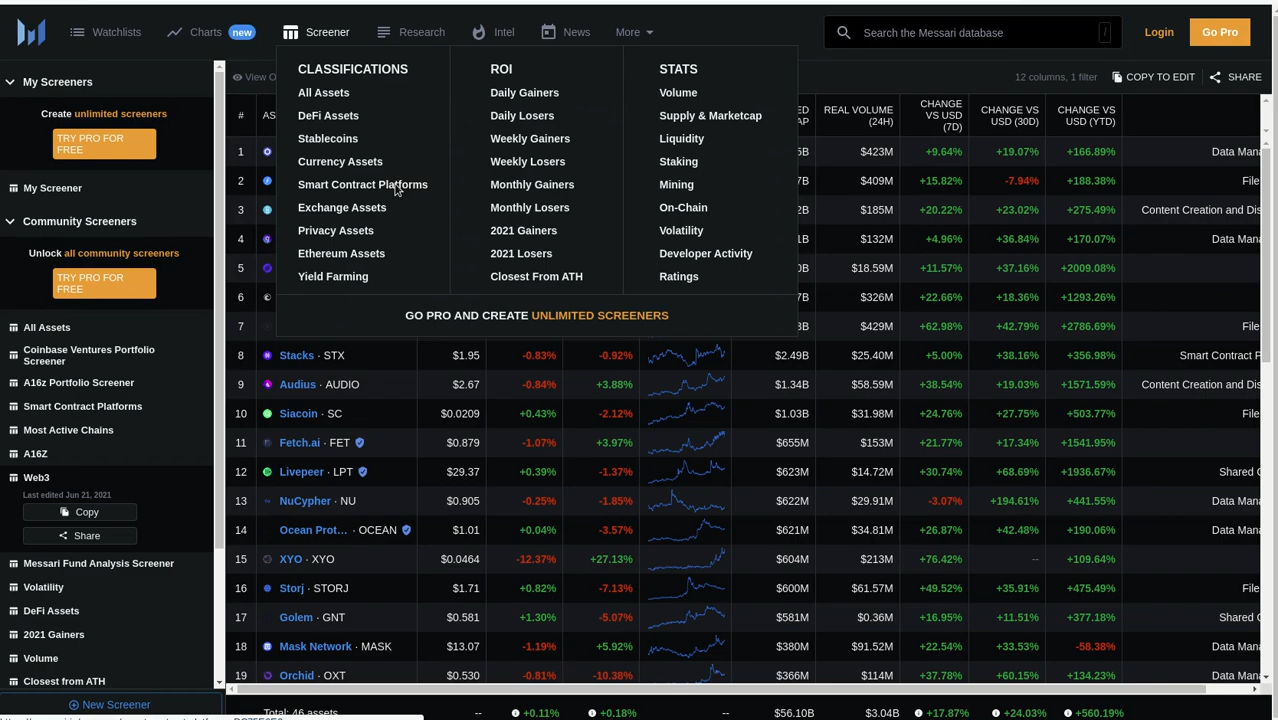 Watchlists
Charts new
Screener
Research
Intel
News
More
Search the Messari database /
Login
Go Pro
My Screeners
Create unlimited screeners
TRY PRO FOR
FREE
My Screener
Community Screeners
Unlock all community screeners
TRY PRO FOR
FREE
All Assets
Coinbase Ventures Portfolio
Screener
A16z Portfolio Screener
Smart Contract Platforms
Most Active Chains
A16Z
Web3
Last edited Jun 21, 2021
Copy
Share
Messari Fund Analysis Screener
Volatility
DeFi Assets
2021 Gainers
Volume
Closest from ATH
New Screener
CLASSIFICATIONS
All Assets
DeFi Assets
Stablecoins
Currency Assets
Smart Contract Platforms
Exchange Assets
Privacy Assets
Ethereum Assets
Yield Farming
ROI
Daily Gainers
Daily Losers
Weekly Gainers
Weekly Losers
Monthly Gainers
Monthly Losers
2021 Gainers
2021 Losers
Closest From ATH
STATS
Volume
Supply & Marketcap
Liquidity
Staking
Mining
On-Chain
Volatility
Developer Activity
Ratings
GO PRO AND CREATE UNLIMITED SCREENERS
View O
12 columns, 1 filter
COPY TO EDIT
SHARE
# AS ED AP REAL VOLUME (24H) CHANGE VS USD (7D) CHANGE VS USD (30D) CHANGE VS USD (YTD)
1 5B $423M +9.64% +19.07% +166.89% Data Mana
2 7B $409M +15.82% -7.94% +188.38% File
3 2B $185M +20.22% +23.02% +275.49% Content Creation and Dis
4 1B $132M +4.96% +36.84% +170.07% Data Mana
5 0B $18.59M +11.57% +37.16% +2009.08%
6 $326M +22.66% +18.36% +1293.26%
7 3B $429M +62.98% +42.79% +2786.69% File
8 Stacks · STX $1.95 -0.83% -0.92% $2.49B $25.40M +5.00% +38.16% +356.98% Smart Contract P
9 Audius · AUDIO $2.67 -0.84% +3.88% $1.34B $58.59M +38.54% +19.03% +1571.59% Content Creation and Dis
10 Siacoin · SC $0.0209 +0.43% -2.12% $1.03B $31.98M +24.76% +27.75% +503.77% File
11 Fetch.ai · FET $0.879 -1.07% +3.97% $655M $153M +21.77% +17.34% +1541.95% Data Mana
12 Livepeer · LPT $29.37 +0.39% -1.37% $623M $14.72M +30.74% +68.69% +1936.67% Shared C
13 NuCypher · NU $0.905 -0.25% -1.85% $622M $29.91M -3.07% +194.61% +441.55% Data Mana
14 Ocean Prot... · OCEAN $1.01 +0.04% -3.57% $621M $34.81M +26.87% +42.48% +190.06% Data Mana
15 XYO · XYO $0.0464 -12.37% +27.13% $604M $213M +76.42% -- +109.64% Data Mana
16 Storj · STORJ $1.71 +0.82% -7.13% $600M $61.57M +49.52% +35.91% +475.49% File
17 Golem · GNT $0.581 +1.30% -5.07% $581M $0.36M +16.95% +11.51% +377.18% Shared C
18 Mask Network · MASK $13.07 -1.19% +5.92% $380M $91.52M +22.54% +33.53% -58.38% Data Mana
19 Orchid · OXT $0.530 -0.81% -10.38% $366M $114M +37.78% +60.15% +134.23% Data Mana
Total: 46 assets -- +0.11% +0.18% -- $56.10B $3.04B +17.87% +24.03% +560.19%